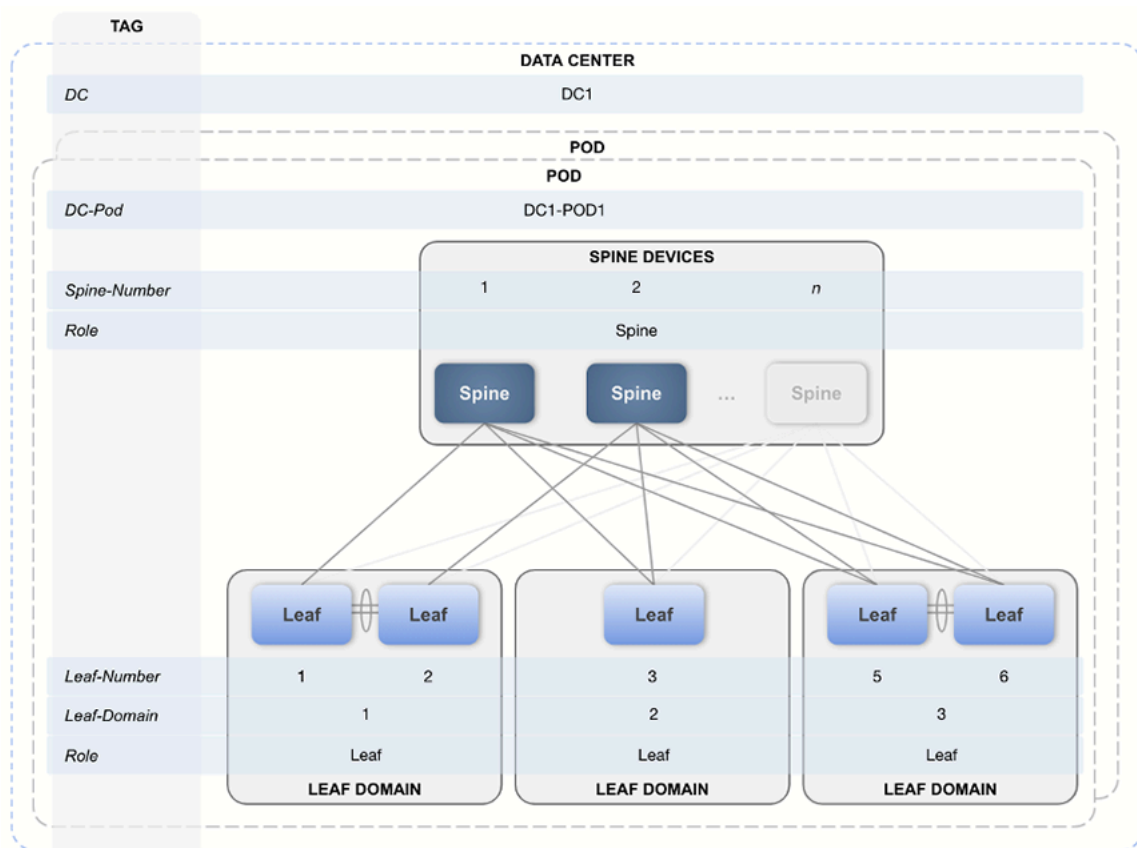 TAG
DATA CENTER
DC DC1
POD
POD
DC-Pod DC1-POD1
SPINE DEVICES
Spine-Number 1 2 n
Role Spine
Spine Spine ... Spine
Leaf Leaf Leaf Leaf Leaf
Leaf-Number 1 2 3 5 6
Leaf-Domain 1 2 3
Role Leaf Leaf Leaf
LEAF DOMAIN LEAF DOMAIN LEAF DOMAIN